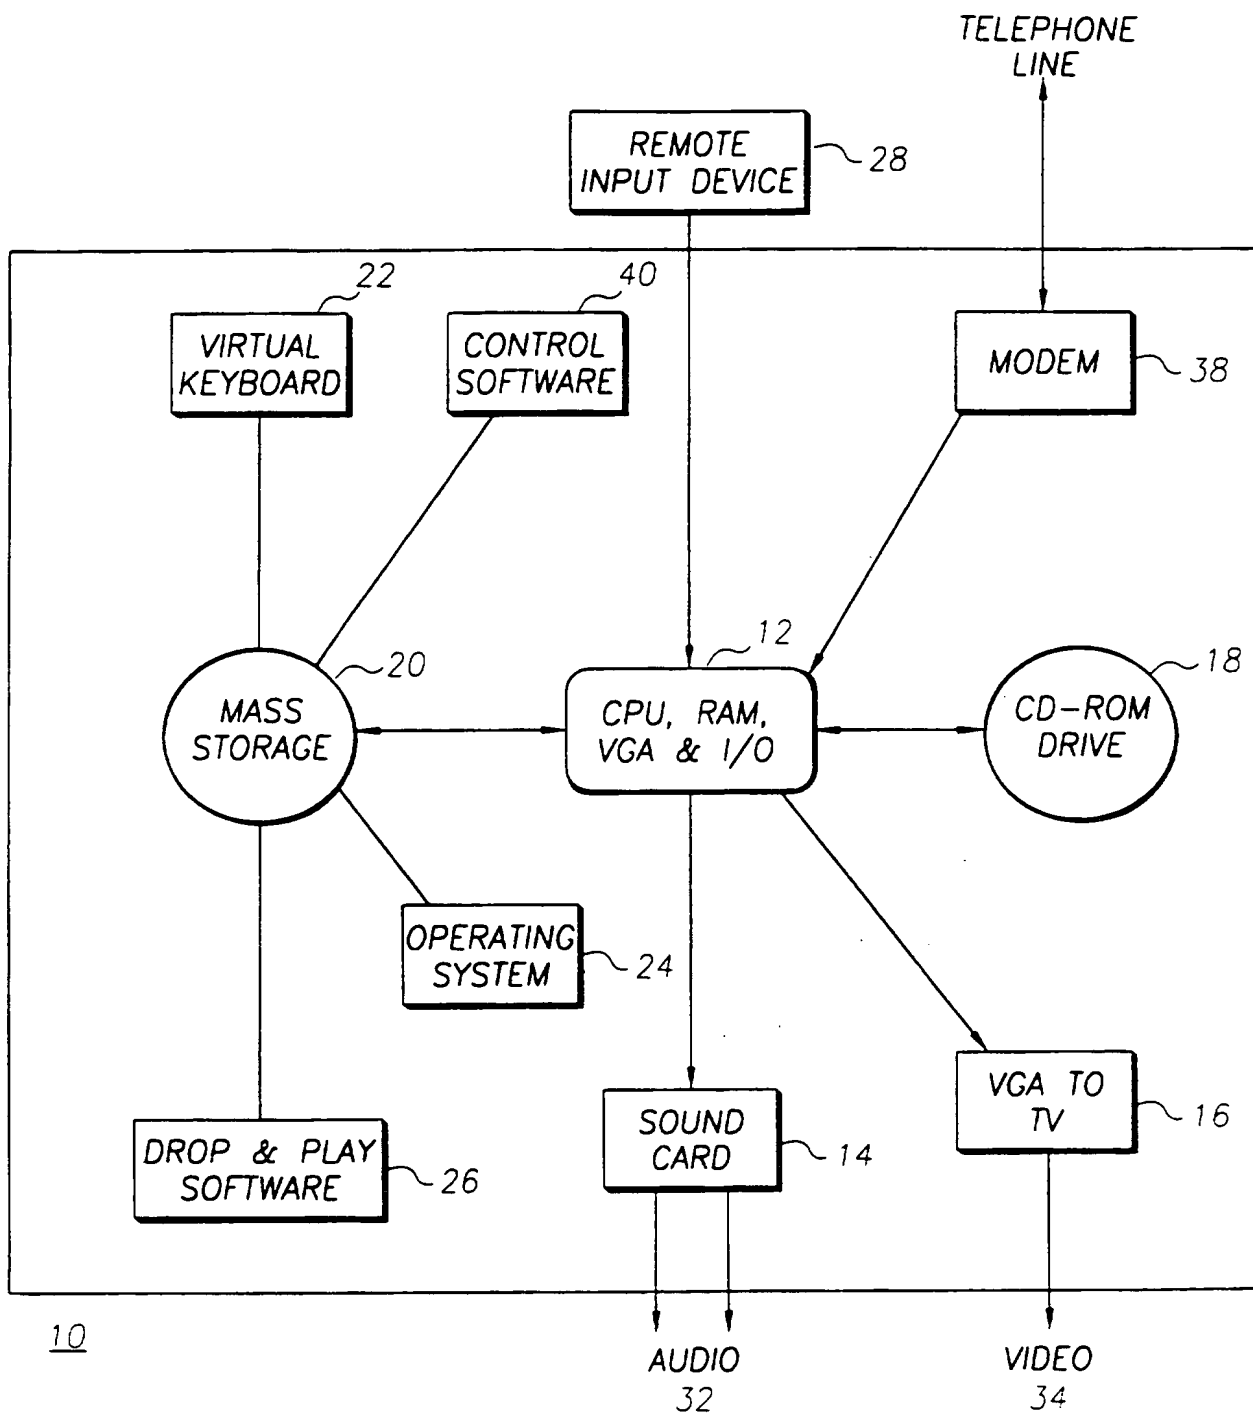 TELEPHONE
LINE
REMOTE
INPUT DEVICE
28
22
40
VIRTUAL
KEYBOARD
CONTROL
SOFTWARE
MODEM
38
12
20
18
MASS
STORAGE
CPU, RAM,
VGA & I/O
CD-ROM
DRIVE
OPERATING
SYSTEM
24
VGA TO
TV
16
SOUND
CARD
14
DROP & PLAY
SOFTWARE
26
10
AUDIO
32
VIDEO
34